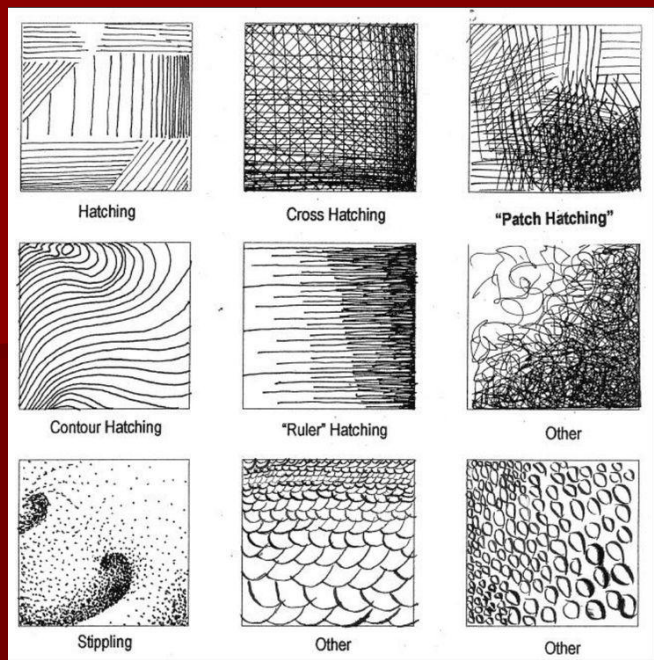 Hatching
Cross Hatching
“Patch Hatching”
Contour Hatching
“Ruler” Hatching
Other
Stippling
Other
Other